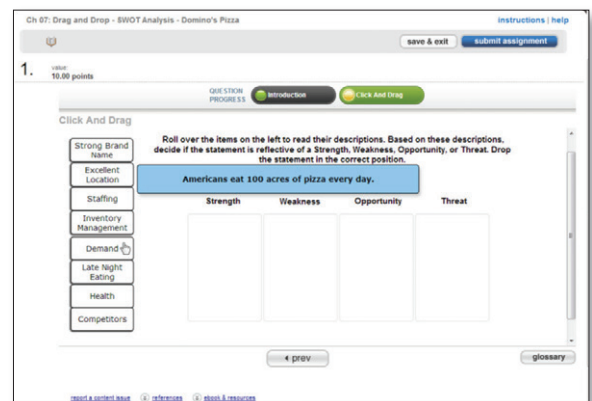 Ch 07: Drag and Drop - SWOT Analysis - Domino's Pizza
instructions | help
save & exit
submit assignment
1.
value:
10.00 points
QUESTION
PROGRESS
Introduction
Click And Drag
Click And Drag
Roll over the items on the left to read their descriptions. Based on these descriptions,
decide if the statement is reflective of a Strength, Weakness, Opportunity, or Threat. Drop
the statement in the correct position.
Strong Brand
Name
Excellent
Location
Staffing
Inventory
Management
Demand
Late Night
Eating
Health
Competitors
Americans eat 100 acres of pizza every day.
Strength
Weakness
Opportunity
Threat
prev
glossary
report a content issue
references
ebook & resources